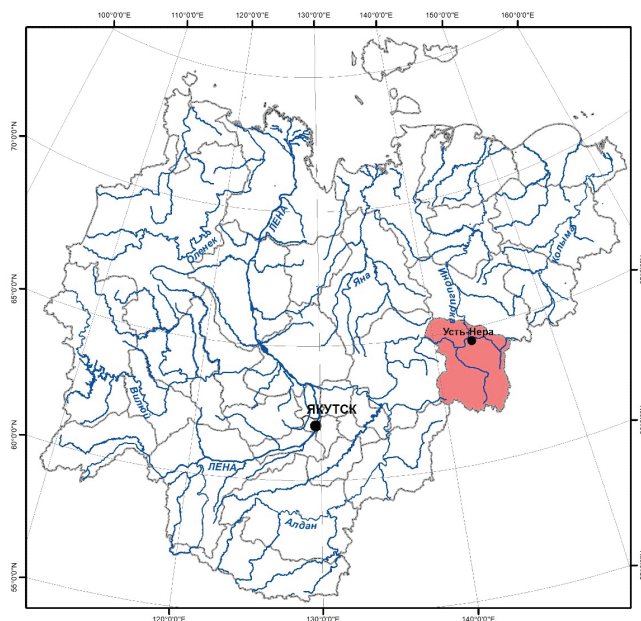 100°0'0"E
110°0'0"E
120°0'0"E
130°0'0"E
140°0'0"E
150°0'0"E
160°0'0"E
70°0'0"N
65°0'0"N
60°0'0"N
55°0'0"N
ЛЕНА
Оленек
Яна
Индигирка
Колыма
Усть-Нера
Вилюй
ЯКУТСК
ЛЕНА
Алдан
120°0'0"E
130°0'0"E
140°0'0"E